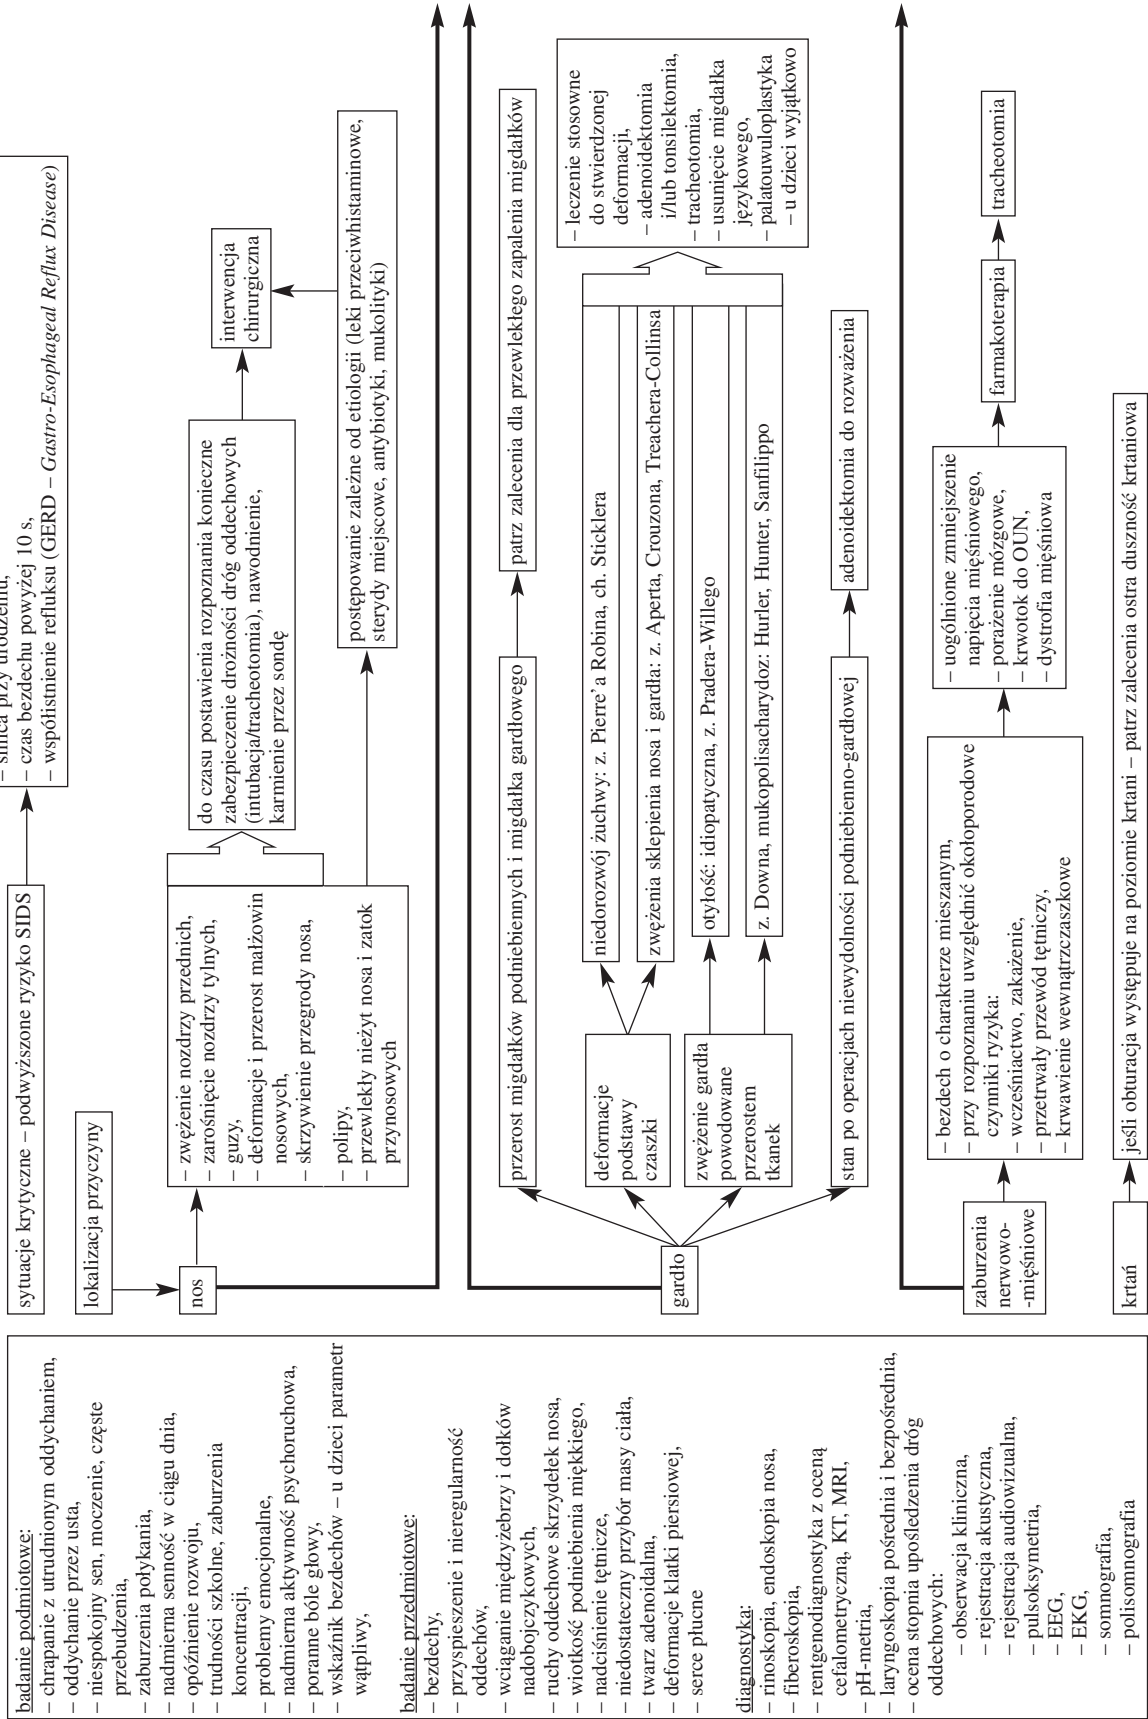 badanie podmiotowe:
– chrapanie z utrudnionym oddychaniem,
– oddychanie przez usta,
– niespokojny sen, moczenie, częste
przebudzenia,
– zaburzenia połykania,
– nadmierna senność w ciągu dnia,
– opóźnienie rozwoju,
– trudności szkolne, zaburzenia
koncentracji,
– problemy emocjonalne,
– nadmierna aktywność psychoruchowa,
– poranne bóle głowy,
– wskaźnik bezdechów – u dzieci parametr
wątpliwy,
badanie przedmiotowe:
– bezdechy,
– przyspieszenie i nieregularność
oddechów,
– wciąganie międzyżebrzy i dołków
nadobojczykowych,
– ruchy oddechowe skrzydełek nosa,
– wiotkość podniebienia miękkiego,
– nadciśnienie tętnicze,
– niedostateczny przybór masy ciała,
– twarz adenoidalna,
– deformacje klatki piersiowej,
– serce płucne
diagnostyka:
– rinoskopia, endoskopia nosa,
– fiberoskopia,
– rentgenodiagnostyka z oceną
cefalometryczną, KT, MRI,
– pH-metria,
– laryngoskopia pośrednia i bezpośrednia,
– ocena stopnia upośledzenia dróg
oddechowych:
– obserwacja kliniczna,
– rejestracja akustyczna,
– rejestracja audiowizualna,
– pulsoksymetria,
– EEG,
– EKG,
– somnografia,
– polisomnografia
sytuacje krytyczne – podwyższone ryzyko SIDS
– sinica przy urodzeniu,
– czas bezdechu powyżej 10 s,
– współistnienie refluksu (GERD – Gastro-Esophageal Reflux Disease)
lokalizacja przyczyny
nos
– zwężenie nozdrzy przednich,
– zarośnięcie nozdrzy tylnych,
– guzy,
– deformacje i przerost małżowin
nosowych,
– skrzywienie przegrody nosa,
– polipy,
– przewlekły nieżyt nosa i zatok
przynosowych
do czasu postawienia rozpoznania konieczne
zabezpieczenie drożności dróg oddechowych
(intubacja/tracheotomia), nawodnienie,
karmienie przez sondę
interwencja
chirurgiczna
postępowanie zależne od etiologii (leki przeciwhistaminowe,
sterydy miejscowe, antybiotyki, mukolityki)
gardło
przerost migdałków podniebiennych i migdałka gardłowego
patrz zalecenia dla przewlekłego zapalenia migdałków
deformacje
podstawy
czaszki
niedorozwój żuchwy: z. Pierre' a Robina, ch. Sticklera
zwężenia sklepienia nosa i gardła: z. Aperta, Crouzona, Treachera-Collinsa
zwężenie gardła
powodowane
przerostem
tkanek
otyłość: idiopatyczna, z. Pradera-Willego
z. Downa, mukopolisacharydoz: Hurler, Hunter, Sanfilippo
– leczenie stosowne
do stwierdzonej
deformacji,
– adenoidektomia
i/lub tonsilektomia,
– tracheotomia,
– usunięcie migdałka
językowego,
– palatouwuloplastyka
– u dzieci wyjątkowo
stan po operacjach niewydolności podniebienno-gardłowej
adenoidektomia do rozważenia
zaburzenia
nerwowo-
-mięśniowe
– bezdech o charakterze mieszanym,
– przy rozpoznaniu uwzględnić okołoporodowe
czynniki ryzyka:
– wcześniactwo, zakażenie,
– przetrwały przewód tętniczy,
– krwawienie wewnątrzczaszkowe
– uogólnione zmniejszenie
napięcia mięśniowego,
– porażenie mózgowe,
– krwotok do OUN,
– dystrofia mięśniowa
farmakoterapia
tracheotomia
krtań
jeśli obturacja występuje na poziomie krtani – patrz zalecenia ostra duszność krtaniowa